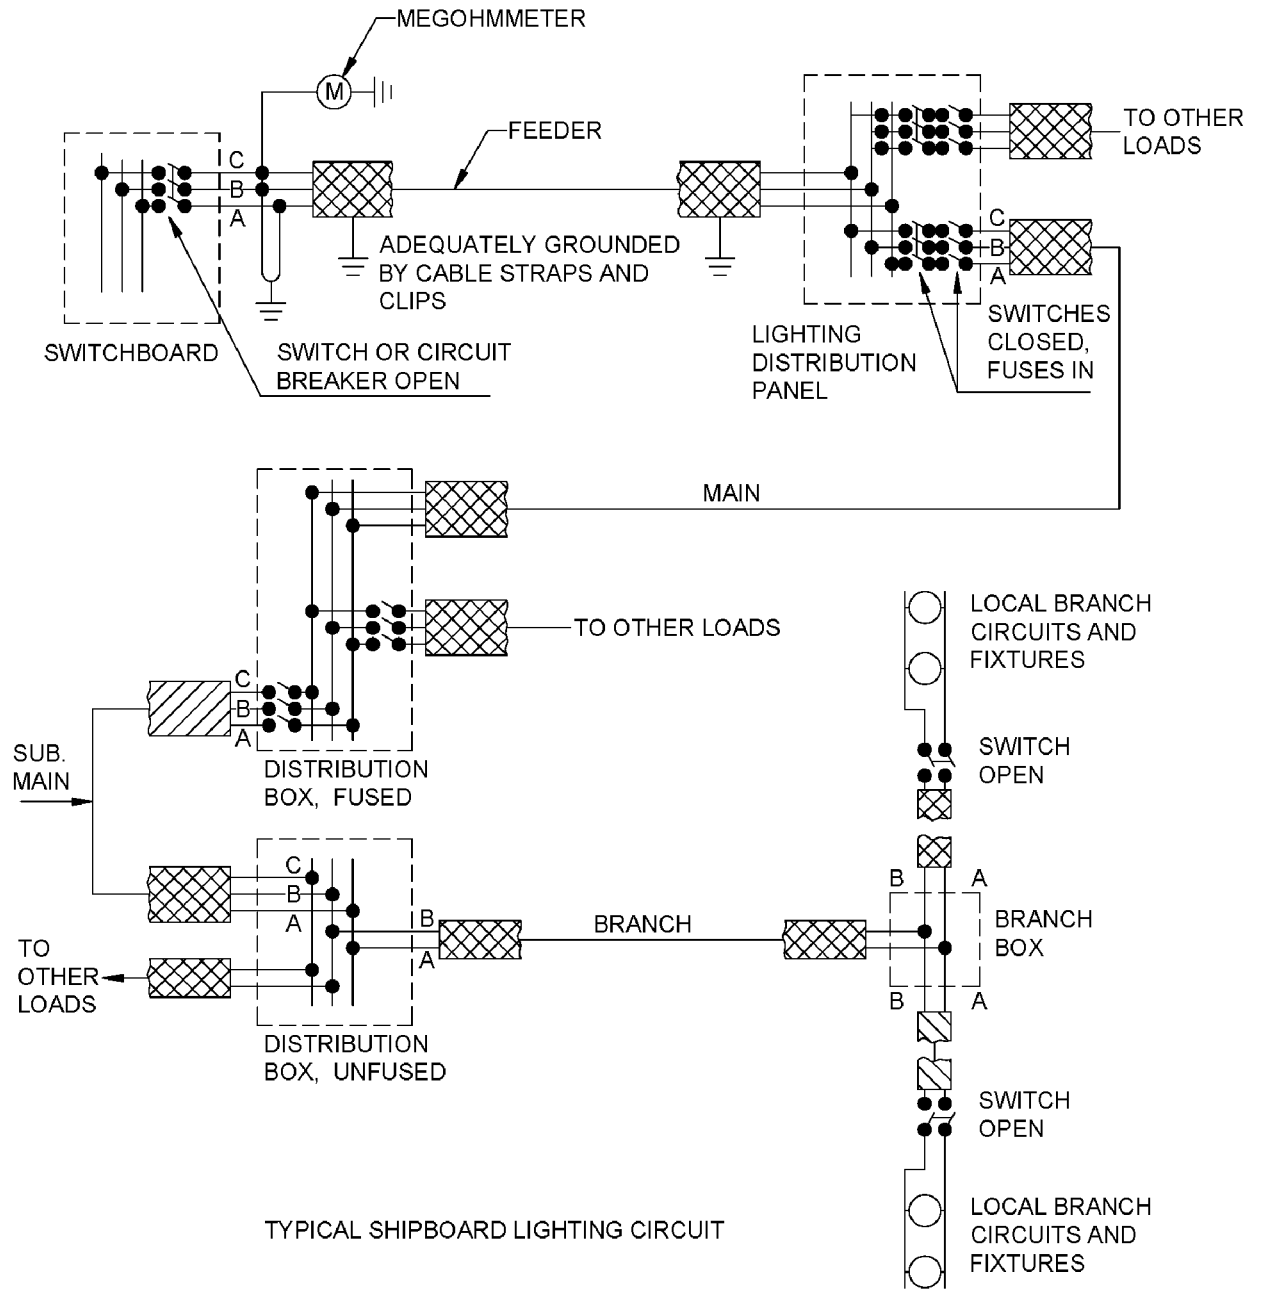 MEGOHMMETER
M
FEEDER
TO OTHER
LOADS
C
B
A
ADEQUATELY GROUNDED
BY CABLE STRAPS AND
CLIPS
C
B
A
SWITCHBOARD
SWITCH OR CIRCUIT
BREAKER OPEN
LIGHTING
DISTRIBUTION
PANEL
SWITCHES
CLOSED,
FUSES IN
MAIN
TO OTHER LOADS
LOCAL BRANCH
CIRCUITS AND
FIXTURES
C
B
A
SUB.
MAIN
DISTRIBUTION
BOX, FUSED
SWITCH
OPEN
C
B
A
B
A
BRANCH
B A
BRANCH
BOX
B A
TO
OTHER
LOADS
DISTRIBUTION
BOX, UNFUSED
SWITCH
OPEN
TYPICAL SHIPBOARD LIGHTING CIRCUIT
LOCAL BRANCH
CIRCUITS AND
FIXTURES